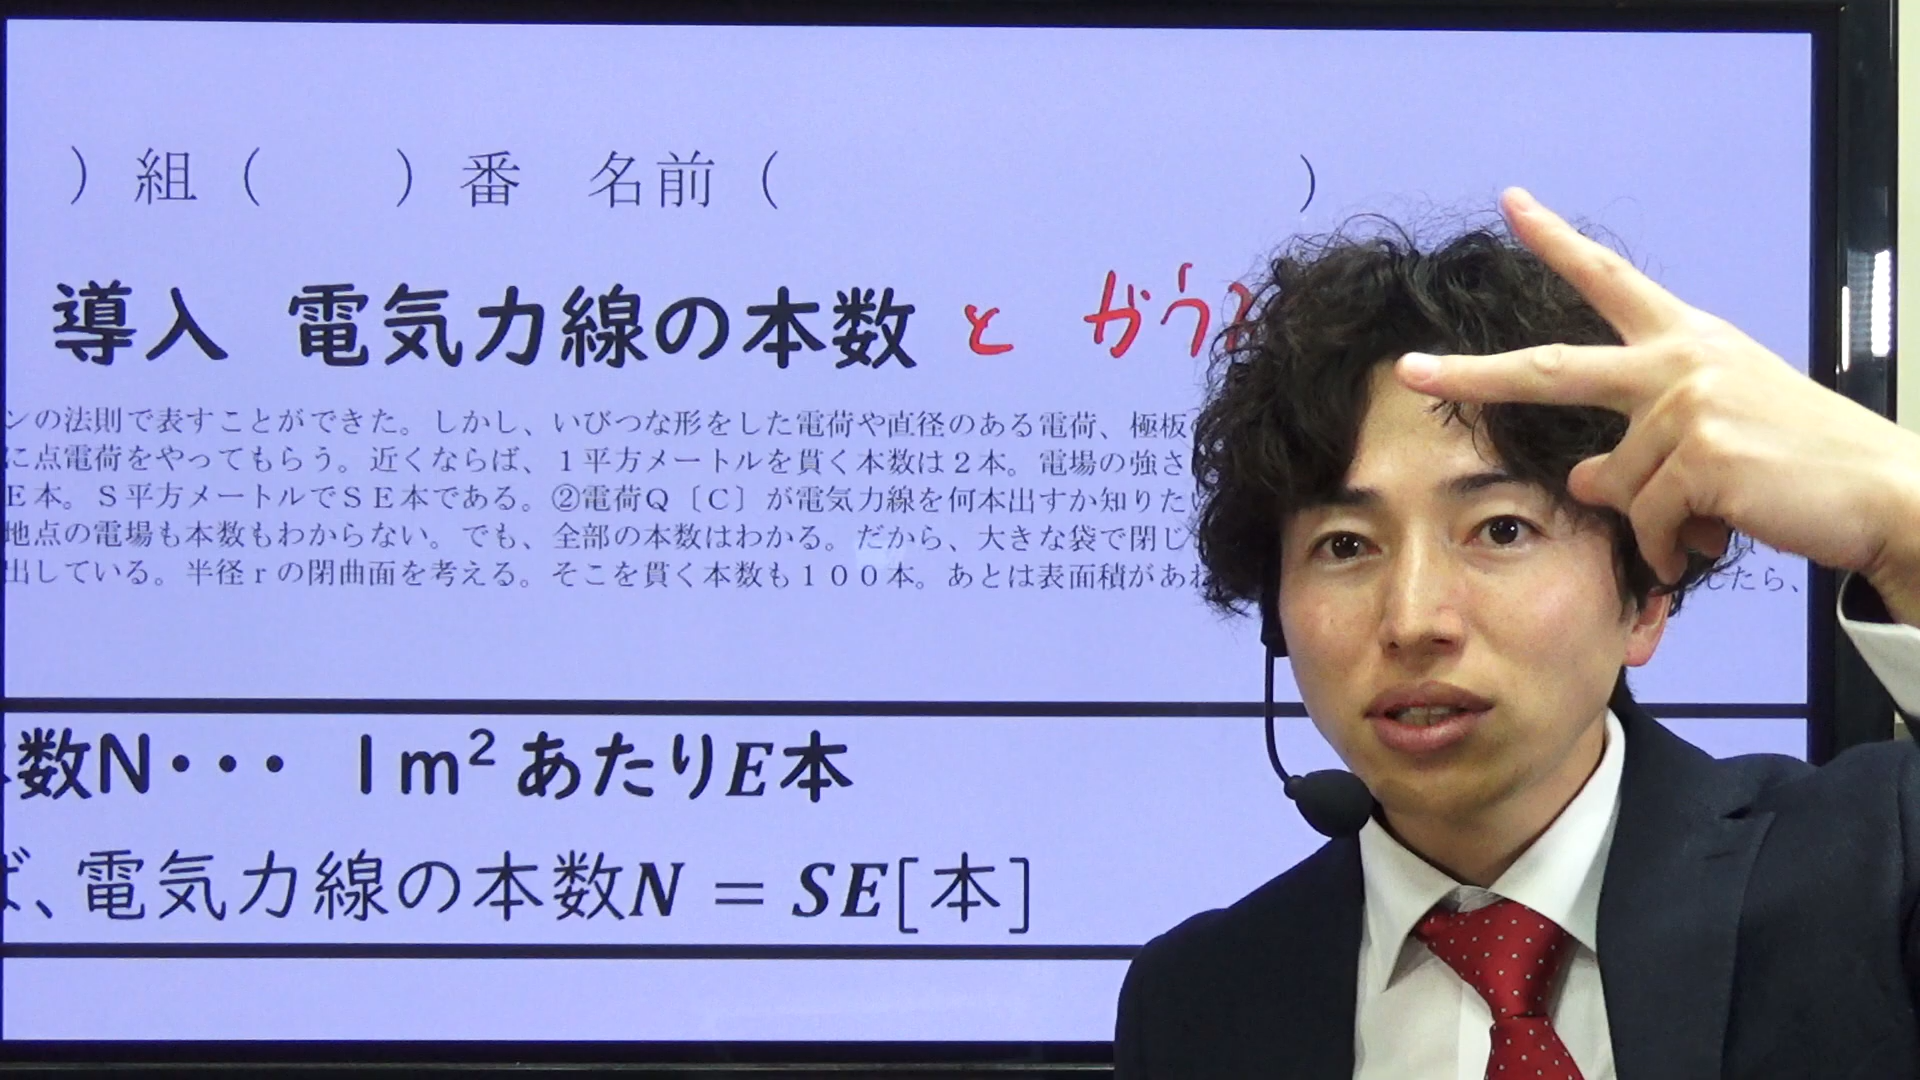 ）組（　　）番　名前（　　　　　　　　）
導入 電気力線の本数 と がう
ンの法則で表すことができた。しかし、いびつな形をした電荷や直径のある電荷、極板
に点電荷をやってもらう。近くならば、１平方メートルを貫く本数は２本。電場の強さ
Ｅ本。Ｓ平方メートルでＳＥ本である。②電荷Ｑ〔Ｃ〕が電気力線を何本出すか知りた
地点の電場も本数もわからない。でも、全部の本数はわかる。だから、大きな袋で閉じ
出している。半径ｒの閉曲面を考える。そこを貫く本数も１００本。あとは表面積があ したら、
数N・・・ 1m²あたりE本
ば、電気力線の本数N = SE[本]